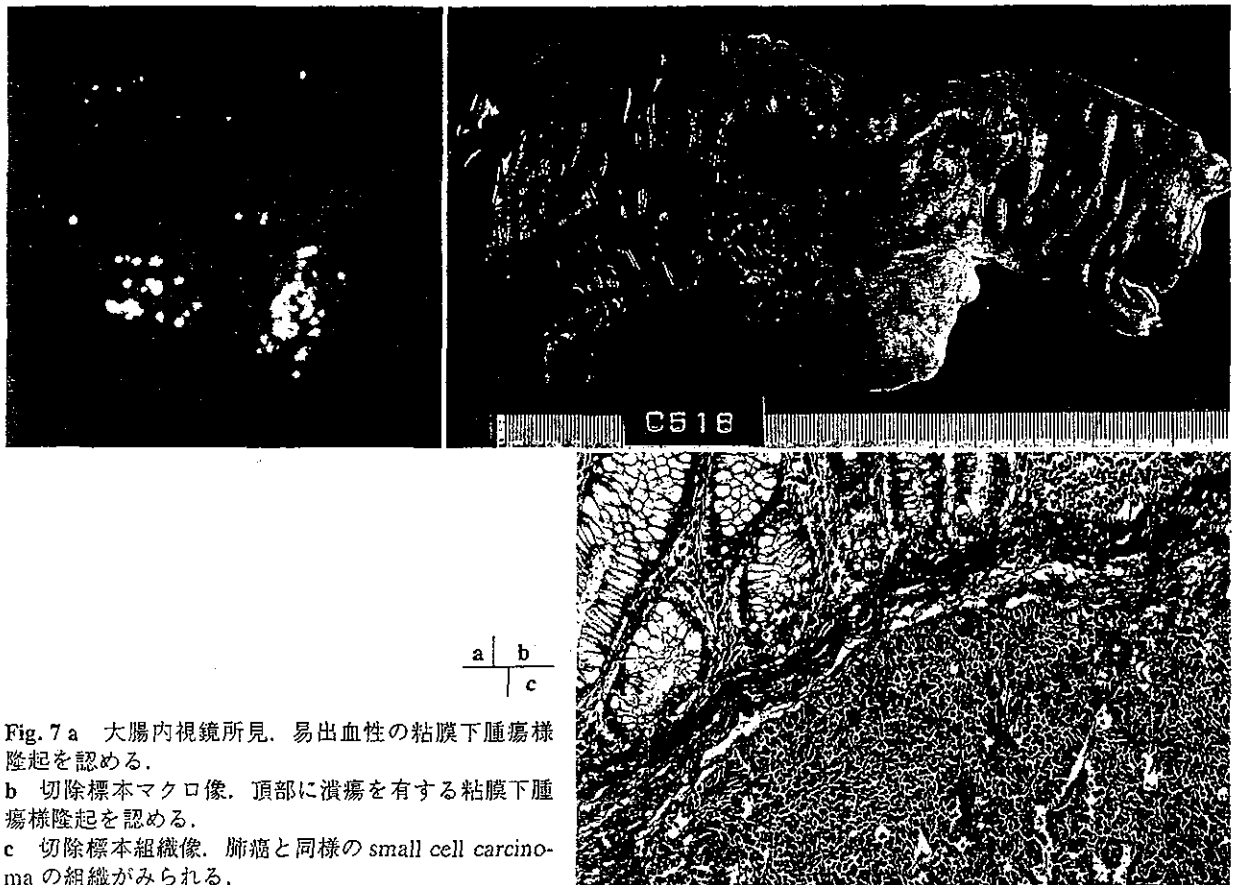 C518
a b
c
Fig. 7 a 大腸内視鏡所見. 易出血性の粘膜下腫瘍様
隆起を認める.
b 切除標本マクロ像. 頂部に潰瘍を有する粘膜下腫
瘍様隆起を認める.
c 切除標本組織像. 肺癌と同様の small cell carcino-
ma の組織がみられる.